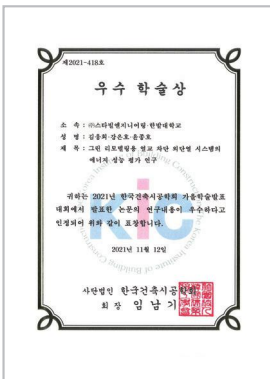 제2021-418호
우수 학술상
소 속 : ㈜스타빌엔지니어링·한밭대학교
성 명 : 김응회·강은호·윤종호
제 목 : 그린 리모델링용 열교 차단 외단열 시스템의
에너지 성능 평가 연구
귀하는 2021년 한국건축시공학회 가을학술발표
대회에서 발표한 논문의 연구내용이 우수하다고
인정되어 위와 같이 표창합니다.
KIC
2021년 11월 12일
사단법인 한국건축시공학회
회 장 임 남 기